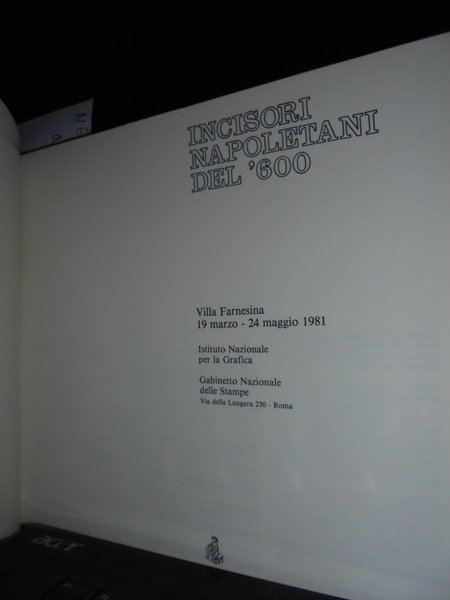 INCISORI
NAPOLETANI
DEL '600
Villa Farnesina
19 marzo - 24 maggio 1981
Istituto Nazionale
per la Grafica
Gabinetto Nazionale
delle Stampe
Via della Lungara 230 - Roma
acer